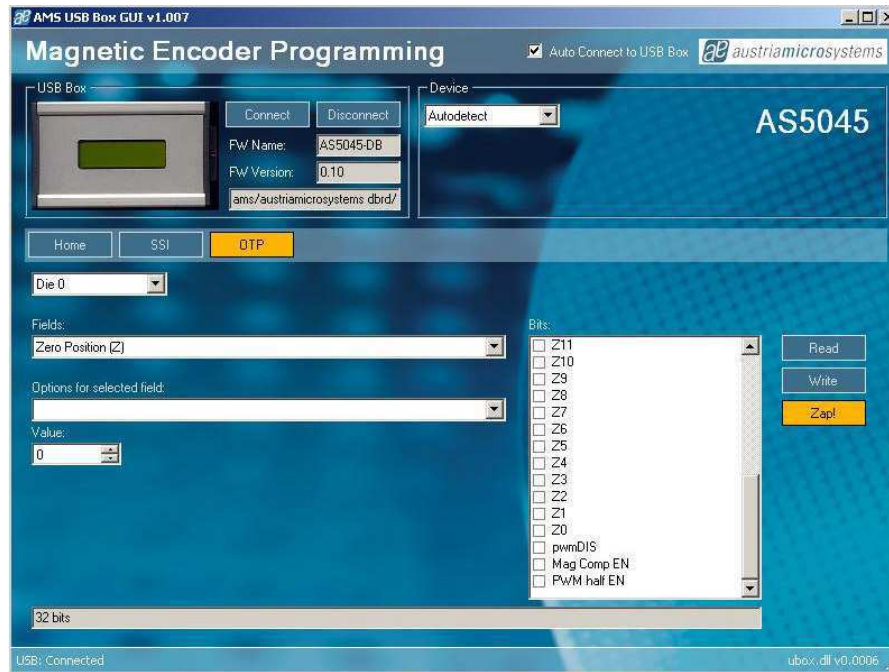 AMS USB Box GUI v1.007
Magnetic Encoder Programming
Auto Connect to USB Box
austriamicrosystems
USB Box
Connect
Disconnect
FW Name:
AS5045-DB
FW Version:
0.10
ams/austriamicrosystems dbrd/
Device
Autodetect
AS5045
Home
SSI
OTP
Die 0
Fields:
Zero Position (Z)
Options for selected field:
Value:
0
Bits:
Z11
Z10
Z9
Z8
Z7
Z6
Z5
Z4
Z3
Z2
Z1
Z0
pwmDIS
Mag Comp EN
PWM half EN
Read
Write
Zap!
32 bits
USB: Connected
ubox.dll v0.0006